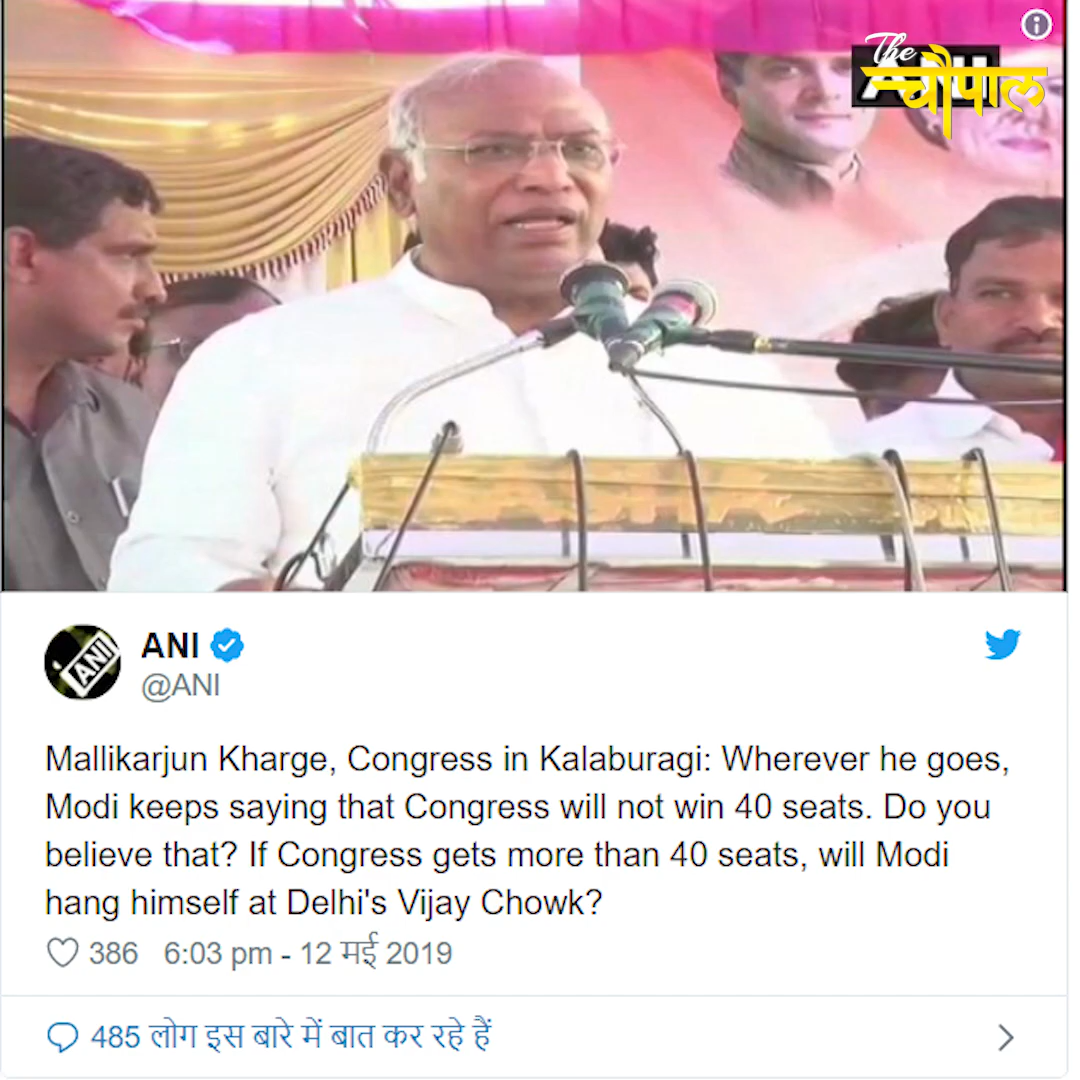 The
चौपाल
ANI
ANI
@ANI
Mallikarjun Kharge, Congress in Kalaburagi: Wherever he goes,
Modi keeps saying that Congress will not win 40 seats. Do you
believe that? If Congress gets more than 40 seats, will Modi
hang himself at Delhi's Vijay Chowk?
386 6:03 pm - 12 मई 2019
485 लोग इस बारे में बात कर रहे हैं